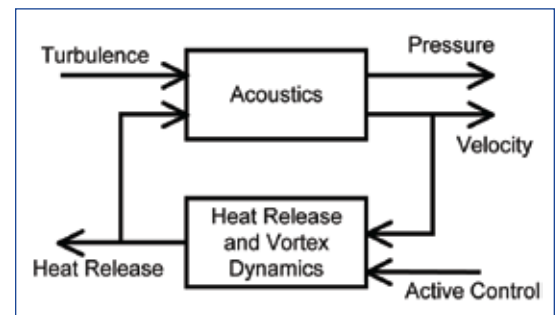 Turbulence
Pressure
Acoustics
Velocity
Heat Release
and Vortex
Dynamics
Heat Release
Active Control